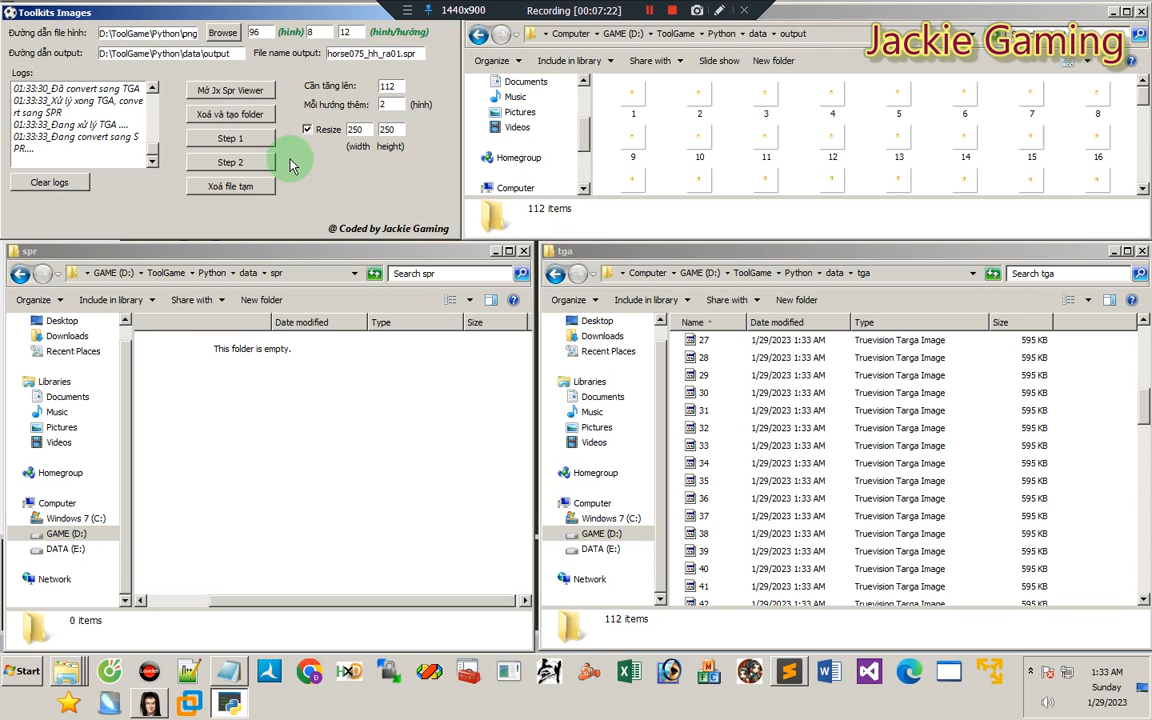 Toolkits Images
1440x900
Recording [00:07:22]
Đường dẫn file hình:
D:\ToolGame\Python\png
Browse
96
(hình)
8
12
(hình/hướng)
Đường dẫn output:
D:\ToolGame\Python\data\output
File name output:
horse075_hh_ra01.spr
Logs:
01:33:30_Đã convert sang TGA
01:33:33_Xử lý xong TGA, conve
rt sang SPR
01:33:33_Đang xử lý TGA ....
01:33:33_Đang convert sang S
PR....
Clear logs
Mở Jx Spr Viewer
Xoá và tạo folder
Step 1
Step 2
Xoá file tạm
Cần tăng lên:
112
Mỗi hướng thêm:
2
(hình)
Resize
250
250
(width
height)
@ Coded by Jackie Gaming
Computer
GAME (D:)
ToolGame
Python
data
output
Jackie Gaming
Organize
Include in library
Share with
Slide show
New folder
Documents
Music
Pictures
Videos
Homegroup
Computer
1
2
3
4
5
6
7
8
9
10
11
12
13
14
15
16
112 items
spr
GAME (D:)
ToolGame
Python
data
spr
Search spr
Organize
Include in library
Share with
New folder
Desktop
Downloads
Recent Places
Libraries
Documents
Music
Pictures
Videos
Homegroup
Computer
Windows 7 (C:)
GAME (D:)
DATA (E:)
Network
Date modified
Type
Size
This folder is empty.
0 items
tga
Computer
GAME (D:)
ToolGame
Python
data
tga
Search tga
Organize
Include in library
Share with
New folder
Desktop
Downloads
Recent Places
Libraries
Documents
Music
Pictures
Videos
Homegroup
Computer
Windows 7 (C:)
GAME (D:)
DATA (E:)
Network
Name
Date modified
Type
Size
27 1/29/2023 1:33 AM Truevision Targa Image 595 KB
28 1/29/2023 1:33 AM Truevision Targa Image 595 KB
29 1/29/2023 1:33 AM Truevision Targa Image 595 KB
30 1/29/2023 1:33 AM Truevision Targa Image 595 KB
31 1/29/2023 1:33 AM Truevision Targa Image 595 KB
32 1/29/2023 1:33 AM Truevision Targa Image 595 KB
33 1/29/2023 1:33 AM Truevision Targa Image 595 KB
34 1/29/2023 1:33 AM Truevision Targa Image 595 KB
35 1/29/2023 1:33 AM Truevision Targa Image 595 KB
36 1/29/2023 1:33 AM Truevision Targa Image 595 KB
37 1/29/2023 1:33 AM Truevision Targa Image 595 KB
38 1/29/2023 1:33 AM Truevision Targa Image 595 KB
39 1/29/2023 1:33 AM Truevision Targa Image 595 KB
40 1/29/2023 1:33 AM Truevision Targa Image 595 KB
41 1/29/2023 1:33 AM Truevision Targa Image 595 KB
42 1/29/2023 1:33 AM Truevision Targa Image 595 KB
112 items
Start
1:33 AM
Sunday
1/29/2023